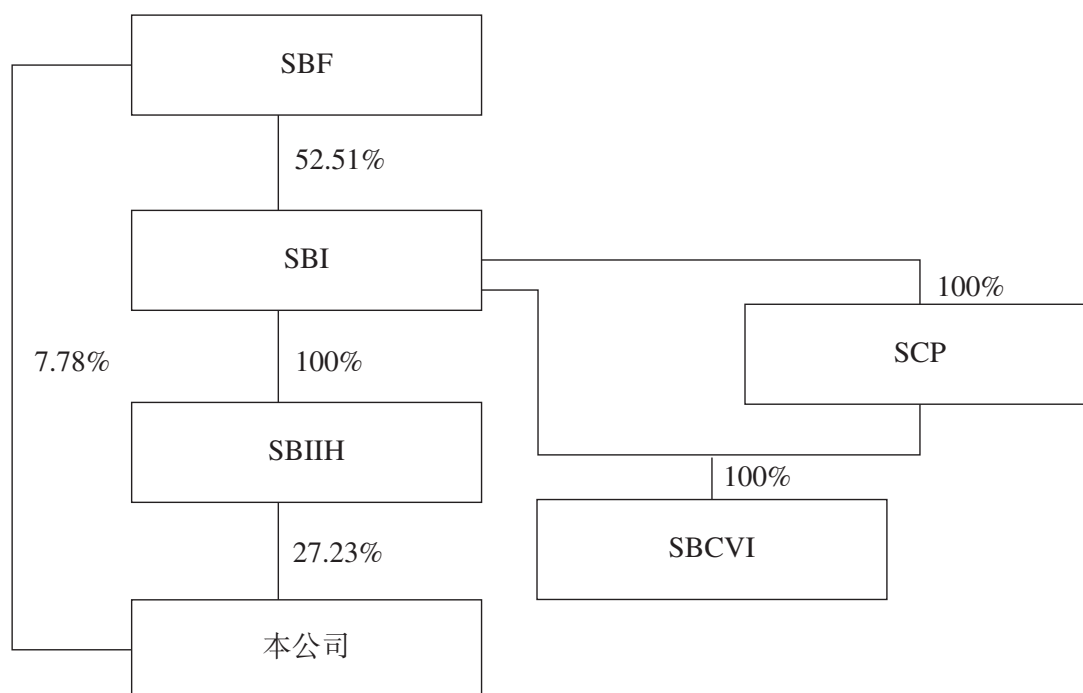 SBF
52.51%
SBI
100%
7.78%
100%
SCP
SBIIH
100%
27.23%
SBCVI
本公司